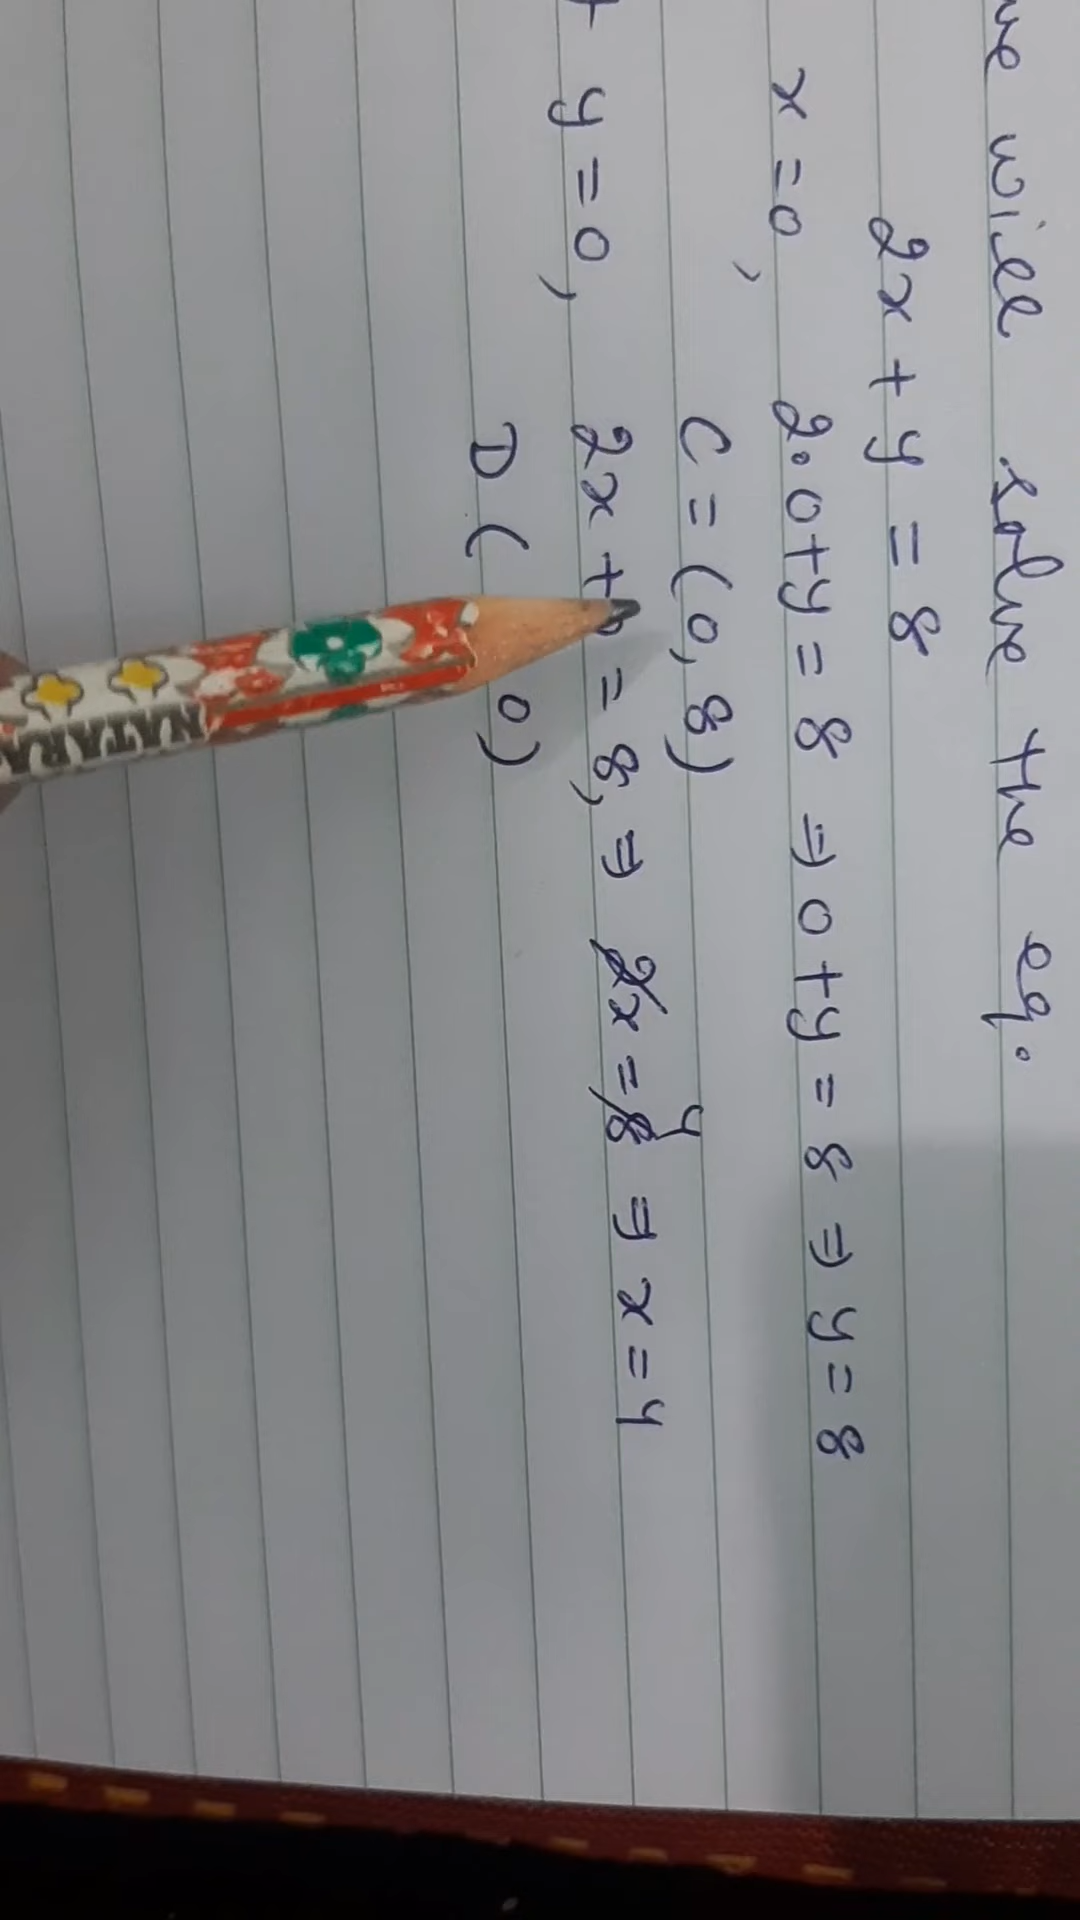 we will solve the eq.
2x + y = 8
x = 0, 2.0+y = 8 ⇒ 0 + y = 8 ⇒ y = 8
C = (0, 8)
y = 0, 2x + 0 = 8, ⇒ 2x = 8 4 ⇒ x = 4
D ( 0)
NATARA